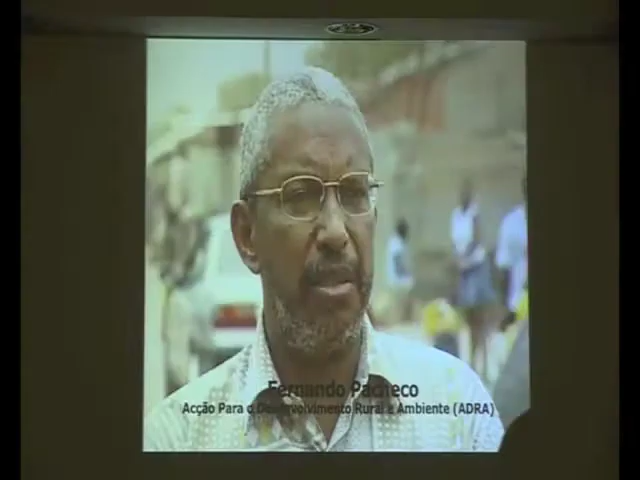 Fernando Pacheco
Acção Para o Desenvolvimento Rural e Ambiente (ADRA)